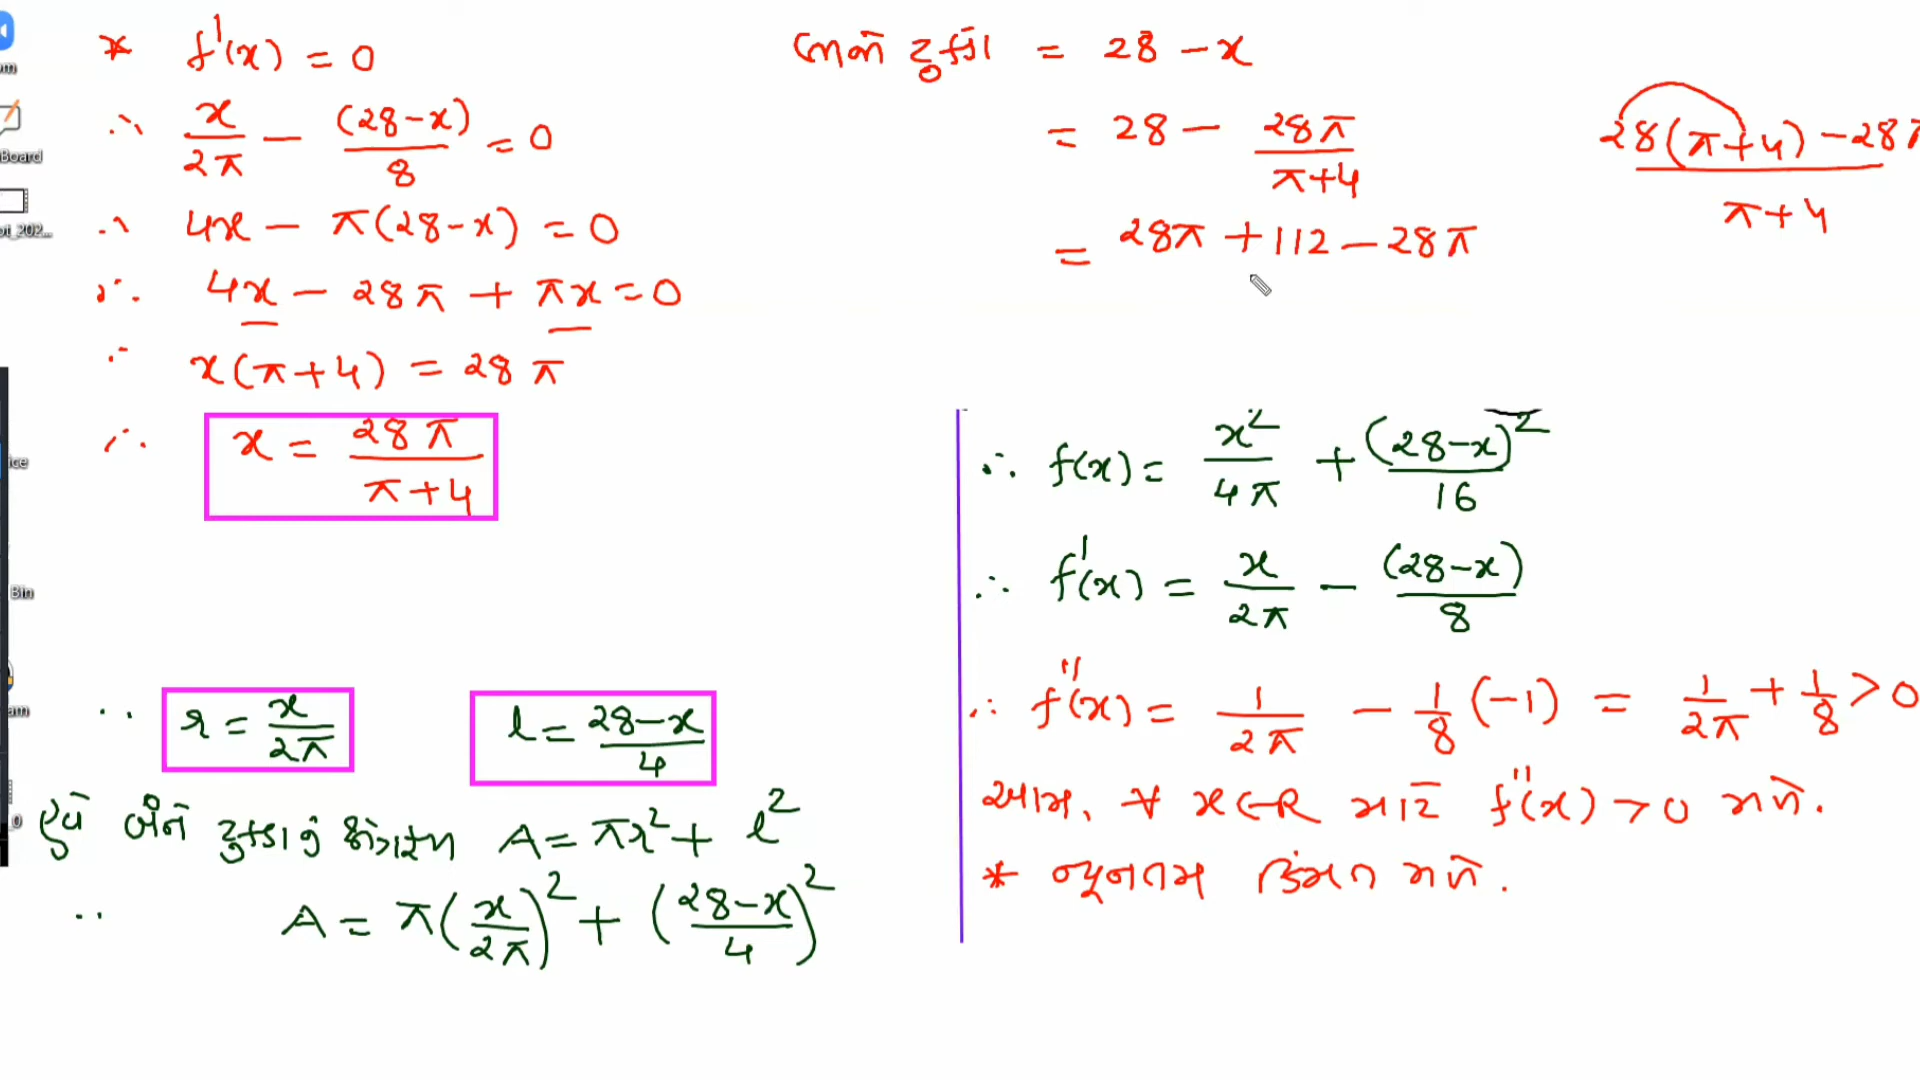 * f'(x) = 0
∴ x/2π − (28−x)/8 = 0
∴ 4x − π(28−x) = 0
∴ 4x − 28π + πx = 0
∴ x(π+4) = 28π
∴ x = 28π/(π+4)
∴ r = x/2π
l = (28−x)/4
હવે બંને ટુકડાનું ક્ષેત્રફળ A = πr² + l²
∴ A = π(x/2π)² + ((28−x)/4)²
ટુકડો = 28 − x
= 28 − 28π/(π+4)
= 28π + 112 − 28π
28(π+4) − 28π
π+4
∴ f(x) = x²/4π + (28−x)²/16
∴ f'(x) = x/2π − (28−x)/8
∴ f''(x) = 1/2π − 1/8 (−1) = 1/2π + 1/8 > 0
આમ, ∀ x ∈ R માટે f''(x) > 0 મળે.
* ન્યુનતમ કિંમત મળે.
Board